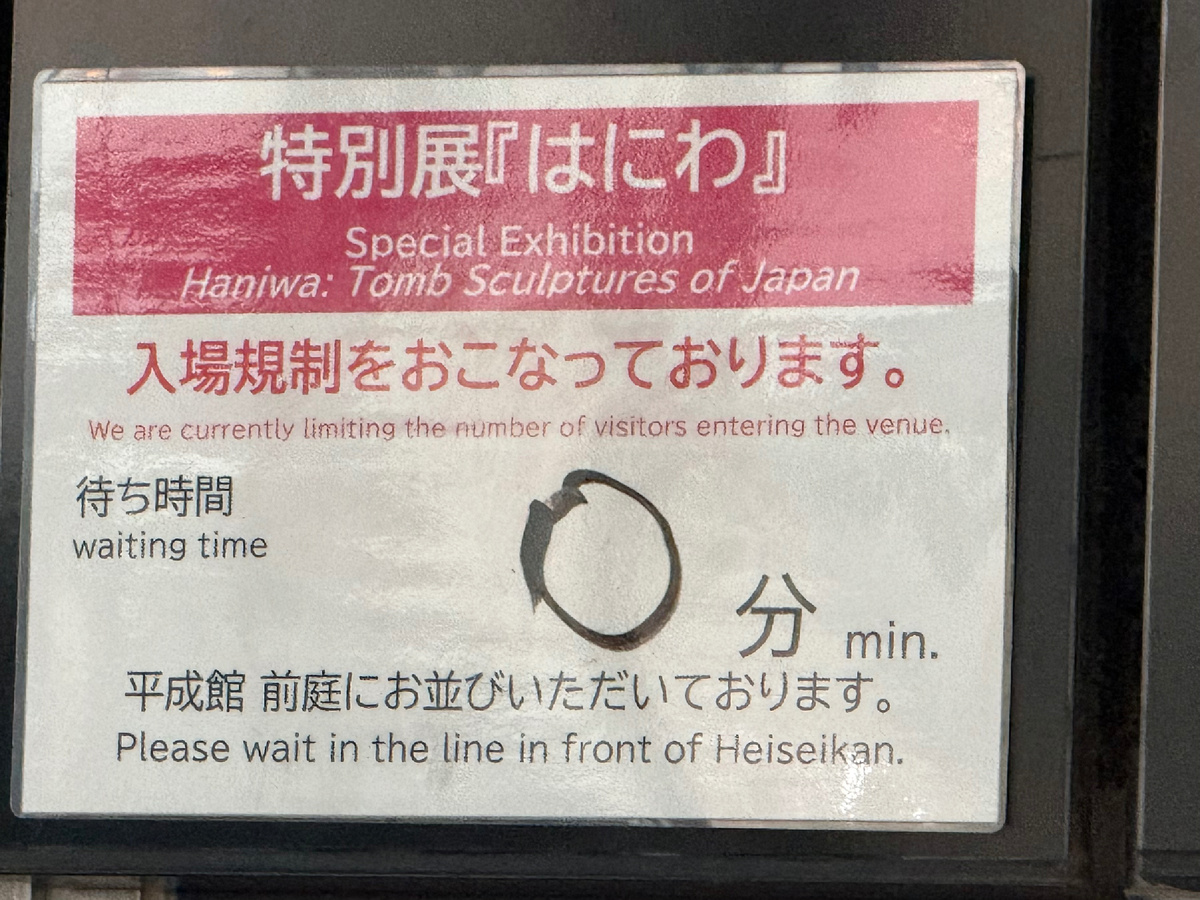 特別展『はにわ』
Special Exhibition
Haniwa: Tomb Sculptures of Japan
入場規制をおこなっております。
We are currently limiting the number of visitors entering the venue.
待ち時間
waiting time
0 分 min.
平成館 前庭にお並びいただいております。
Please wait in the line in front of Heiseikan.